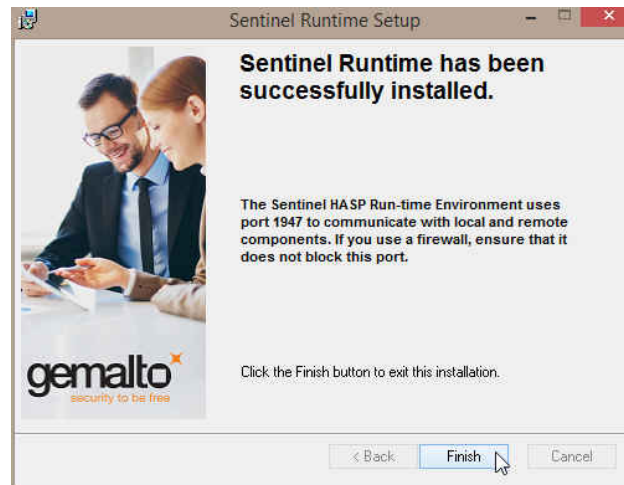 Sentinel Runtime Setup
Sentinel Runtime has been
successfully installed.
The Sentinel HASP Run-time Environment uses
port 1947 to communicate with local and remote
components. If you use a firewall, ensure that it
does not block this port.
gemalto
security to be free
Click the Finish button to exit this installation.
< Back
Finish
Cancel